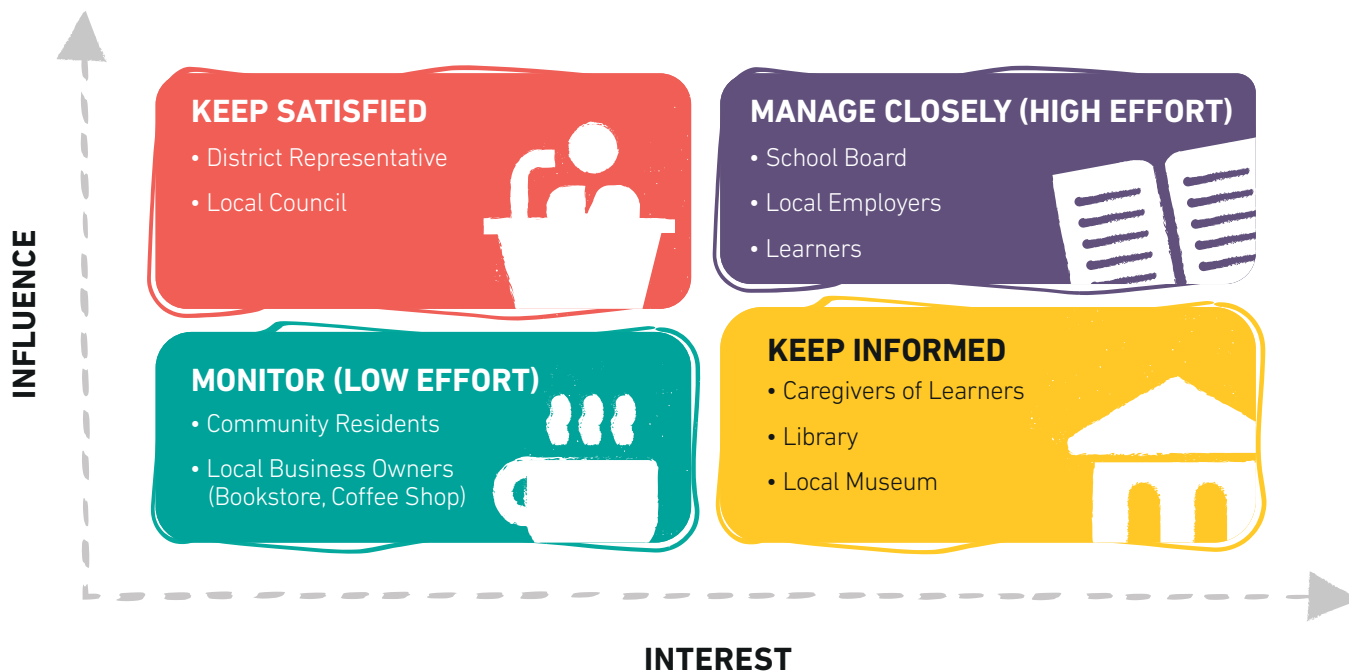 INFLUENCE
KEEP SATISFIED
• District Representative
• Local Council
MANAGE CLOSELY (HIGH EFFORT)
• School Board
• Local Employers
• Learners
MONITOR (LOW EFFORT)
• Community Residents
• Local Business Owners
(Bookstore, Coffee Shop)
KEEP INFORMED
• Caregivers of Learners
• Library
• Local Museum
INTEREST